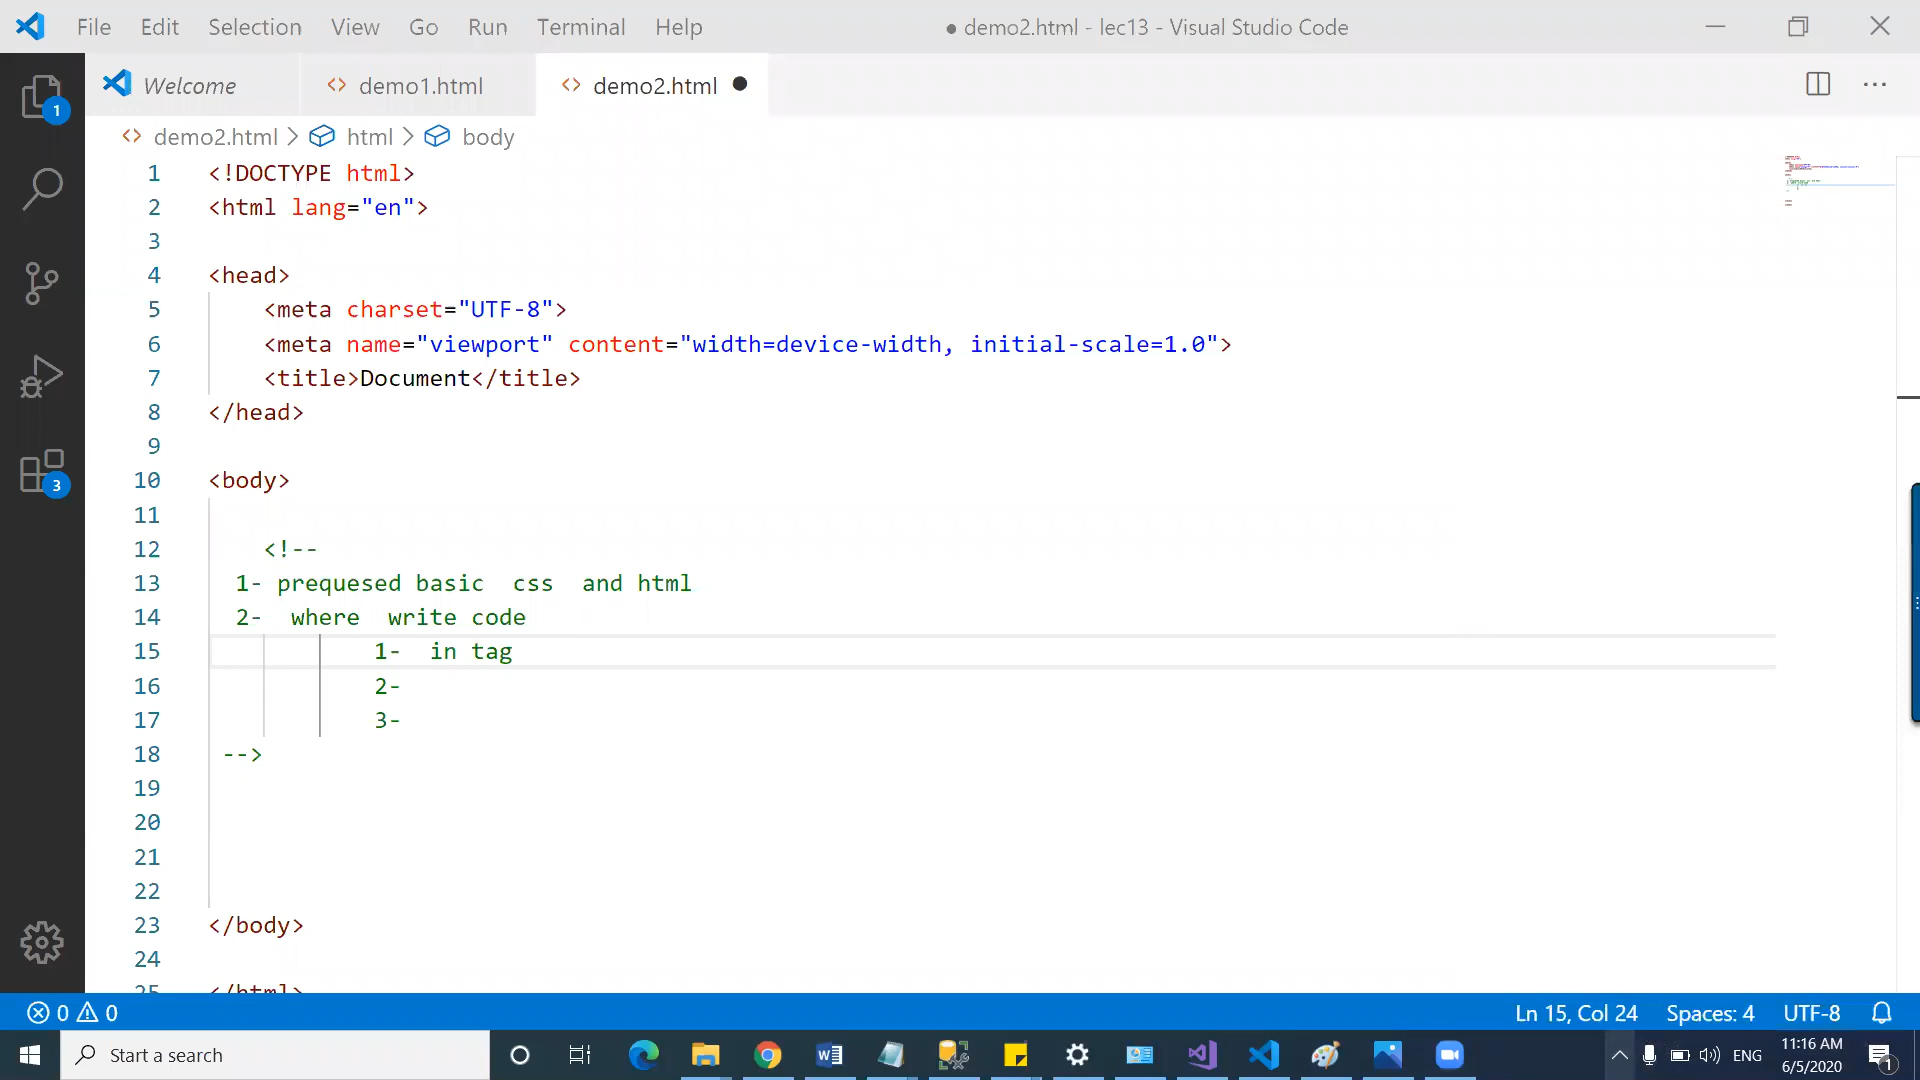 File Edit Selection View Go Run Terminal Help ● demo2.html - lec13 - Visual Studio Code
Welcome <> demo1.html <> demo2.html ●
<> demo2.html > html > body
1 <!DOCTYPE html>
2 <html lang="en">
3
4 <head>
5 <meta charset="UTF-8">
6 <meta name="viewport" content="width=device-width, initial-scale=1.0">
7 <title>Document</title>
8 </head>
9
10 <body>
11
12 <!--
13 1- prequesed basic css and html
14 2- where write code
15 1- in tag
16 2-
17 3-
18 -->
19
20
21
22
23 </body>
24
25 </html>
1
3
0 0 Ln 15, Col 24 Spaces: 4 UTF-8
Start a search ENG 11:16 AM
6/5/2020 1